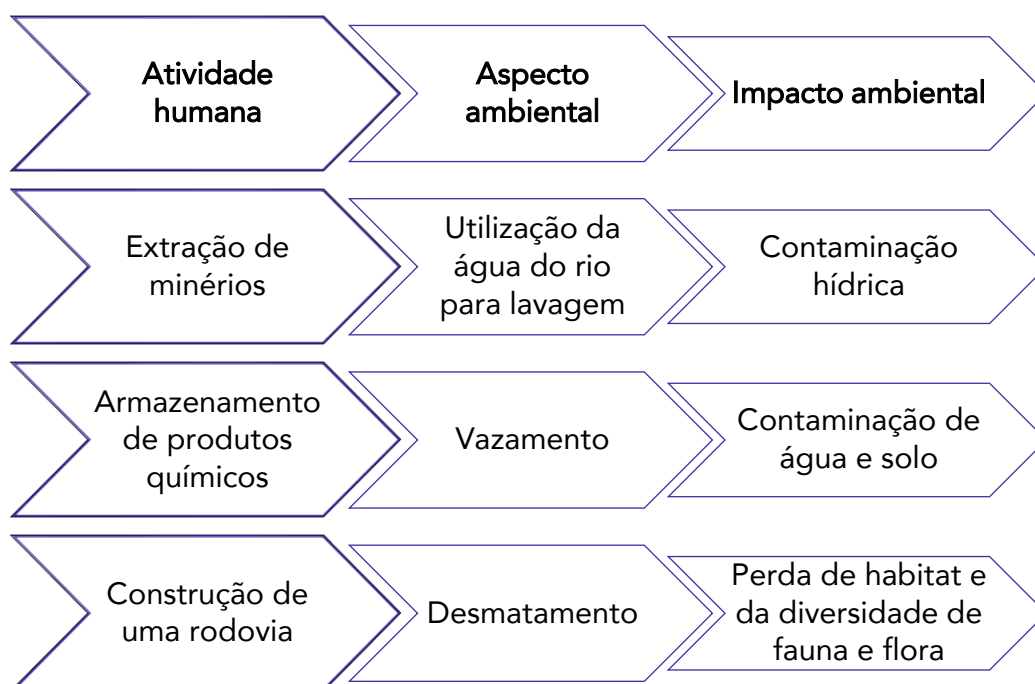 Atividade
humana
Aspecto
ambiental
Impacto ambiental
Extração de
minérios
Utilização da
água do rio
para lavagem
Contaminação
hídrica
Armazenamento
de produtos
químicos
Vazamento
Contaminação de
água e solo
Construção de
uma rodovia
Desmatamento
Perda de habitat e
da diversidade de
fauna e flora